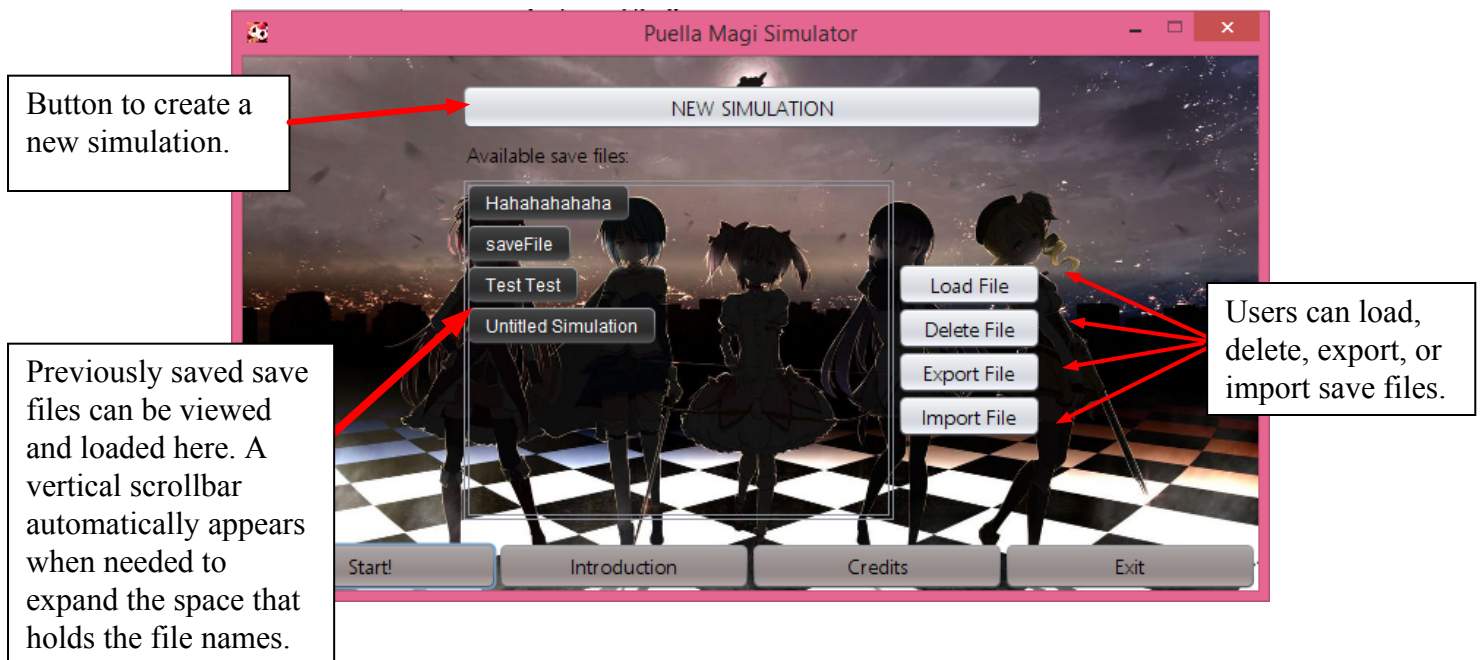 Puella Magi Simulator
Button to create a
new simulation.
NEW SIMULATION
Available save files:
Hahahahahaha
saveFile
Test Test
Untitled Simulation
Load File
Delete File
Export File
Import File
Users can load,
delete, export, or
import save files.
Previously saved save
files can be viewed
and loaded here. A
vertical scrollbar
automatically appears
when needed to
expand the space that
holds the file names.
Start!
Introduction
Credits
Exit